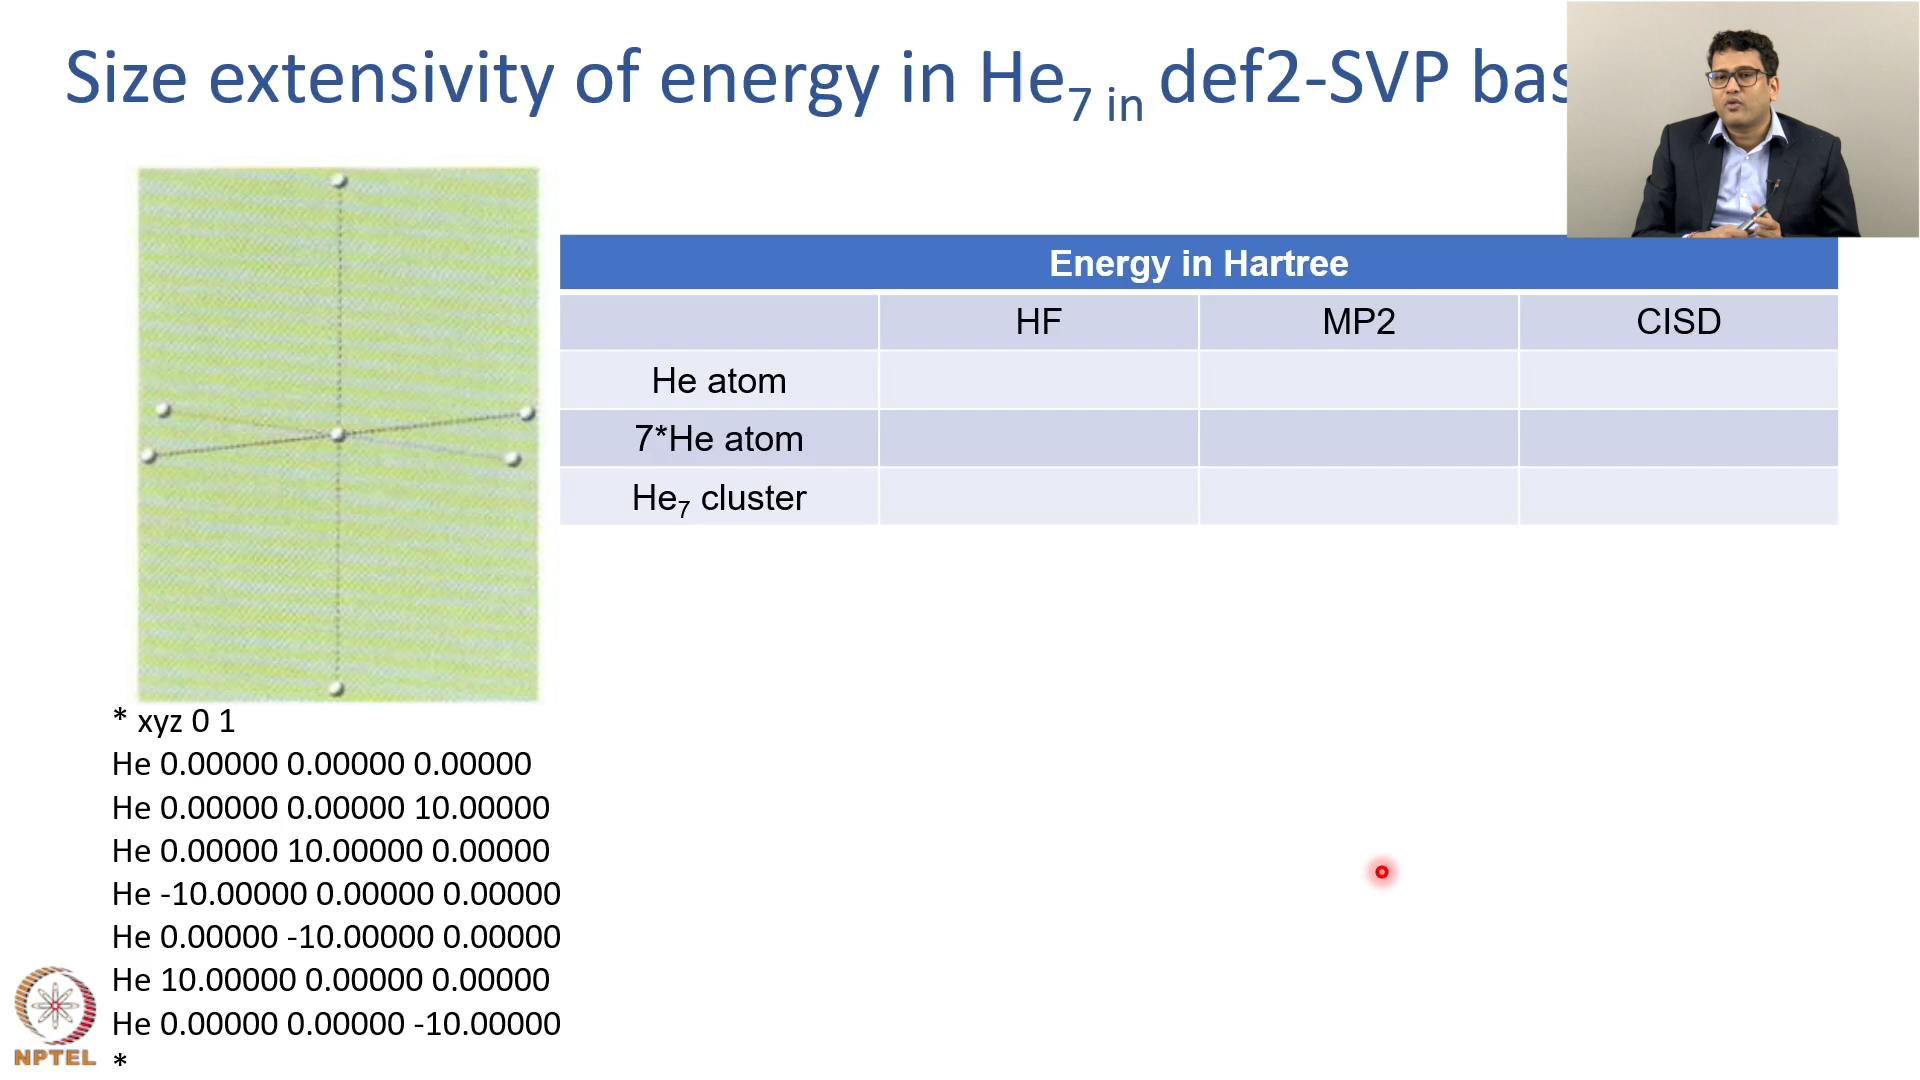 Size extensivity of energy in He7 in def2-SVP bas
Energy in Hartree
HF MP2 CISD
He atom
7*He atom
He7 cluster
* xyz 0 1
He 0.00000 0.00000 0.00000
He 0.00000 0.00000 10.00000
He 0.00000 10.00000 0.00000
He -10.00000 0.00000 0.00000
He 0.00000 -10.00000 0.00000
He 10.00000 0.00000 0.00000
He 0.00000 0.00000 -10.00000
*
NPTEL